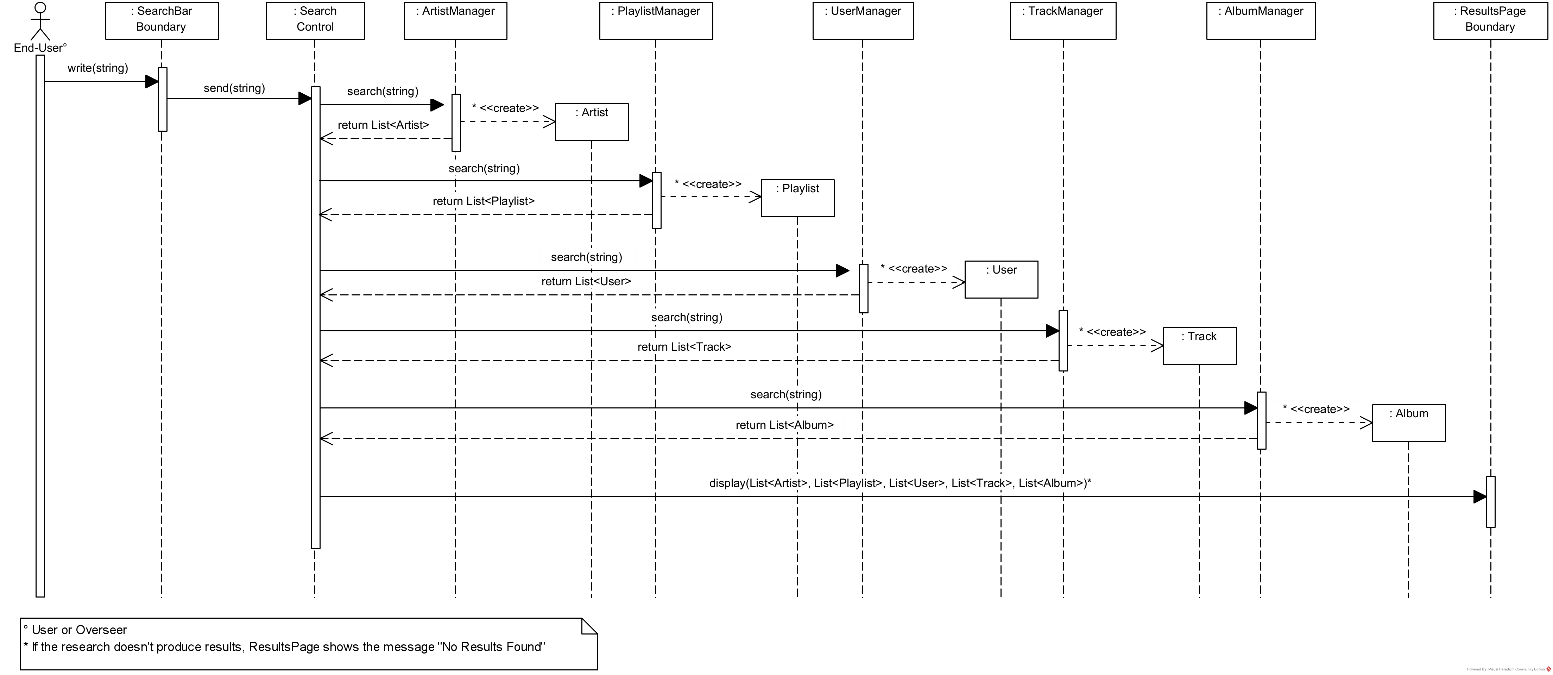 : SearchBar
Boundary
: Search
Control
: ArtistManager
: PlaylistManager
: UserManager
: TrackManager
: AlbumManager
: ResultsPage
Boundary
End-User°
write(string)
send(string)
search(string)
* <<create>>
: Artist
return List<Artist>
search(string)
* <<create>>
: Playlist
return List<Playlist>
search(string)
* <<create>>
: User
return List<User>
search(string)
* <<create>>
: Track
return List<Track>
search(string)
* <<create>>
: Album
return List<Album>
display(List<Artist>, List<Playlist>, List<User>, List<Track>, List<Album>)*
° User or Overseer
* If the research doesn't produce results, ResultsPage shows the message "No Results Found"